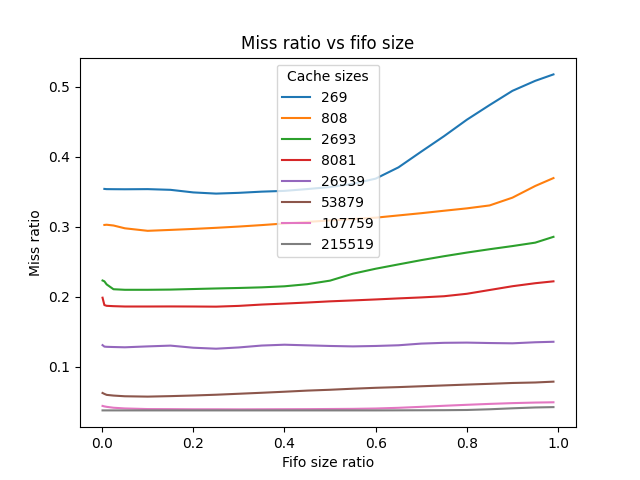 Miss ratio vs fifo size
Cache sizes
269
808
2693
8081
26939
53879
107759
215519
Miss ratio
0.5
0.4
0.3
0.2
0.1
0.0 0.2 0.4 0.6 0.8 1.0
Fifo size ratio